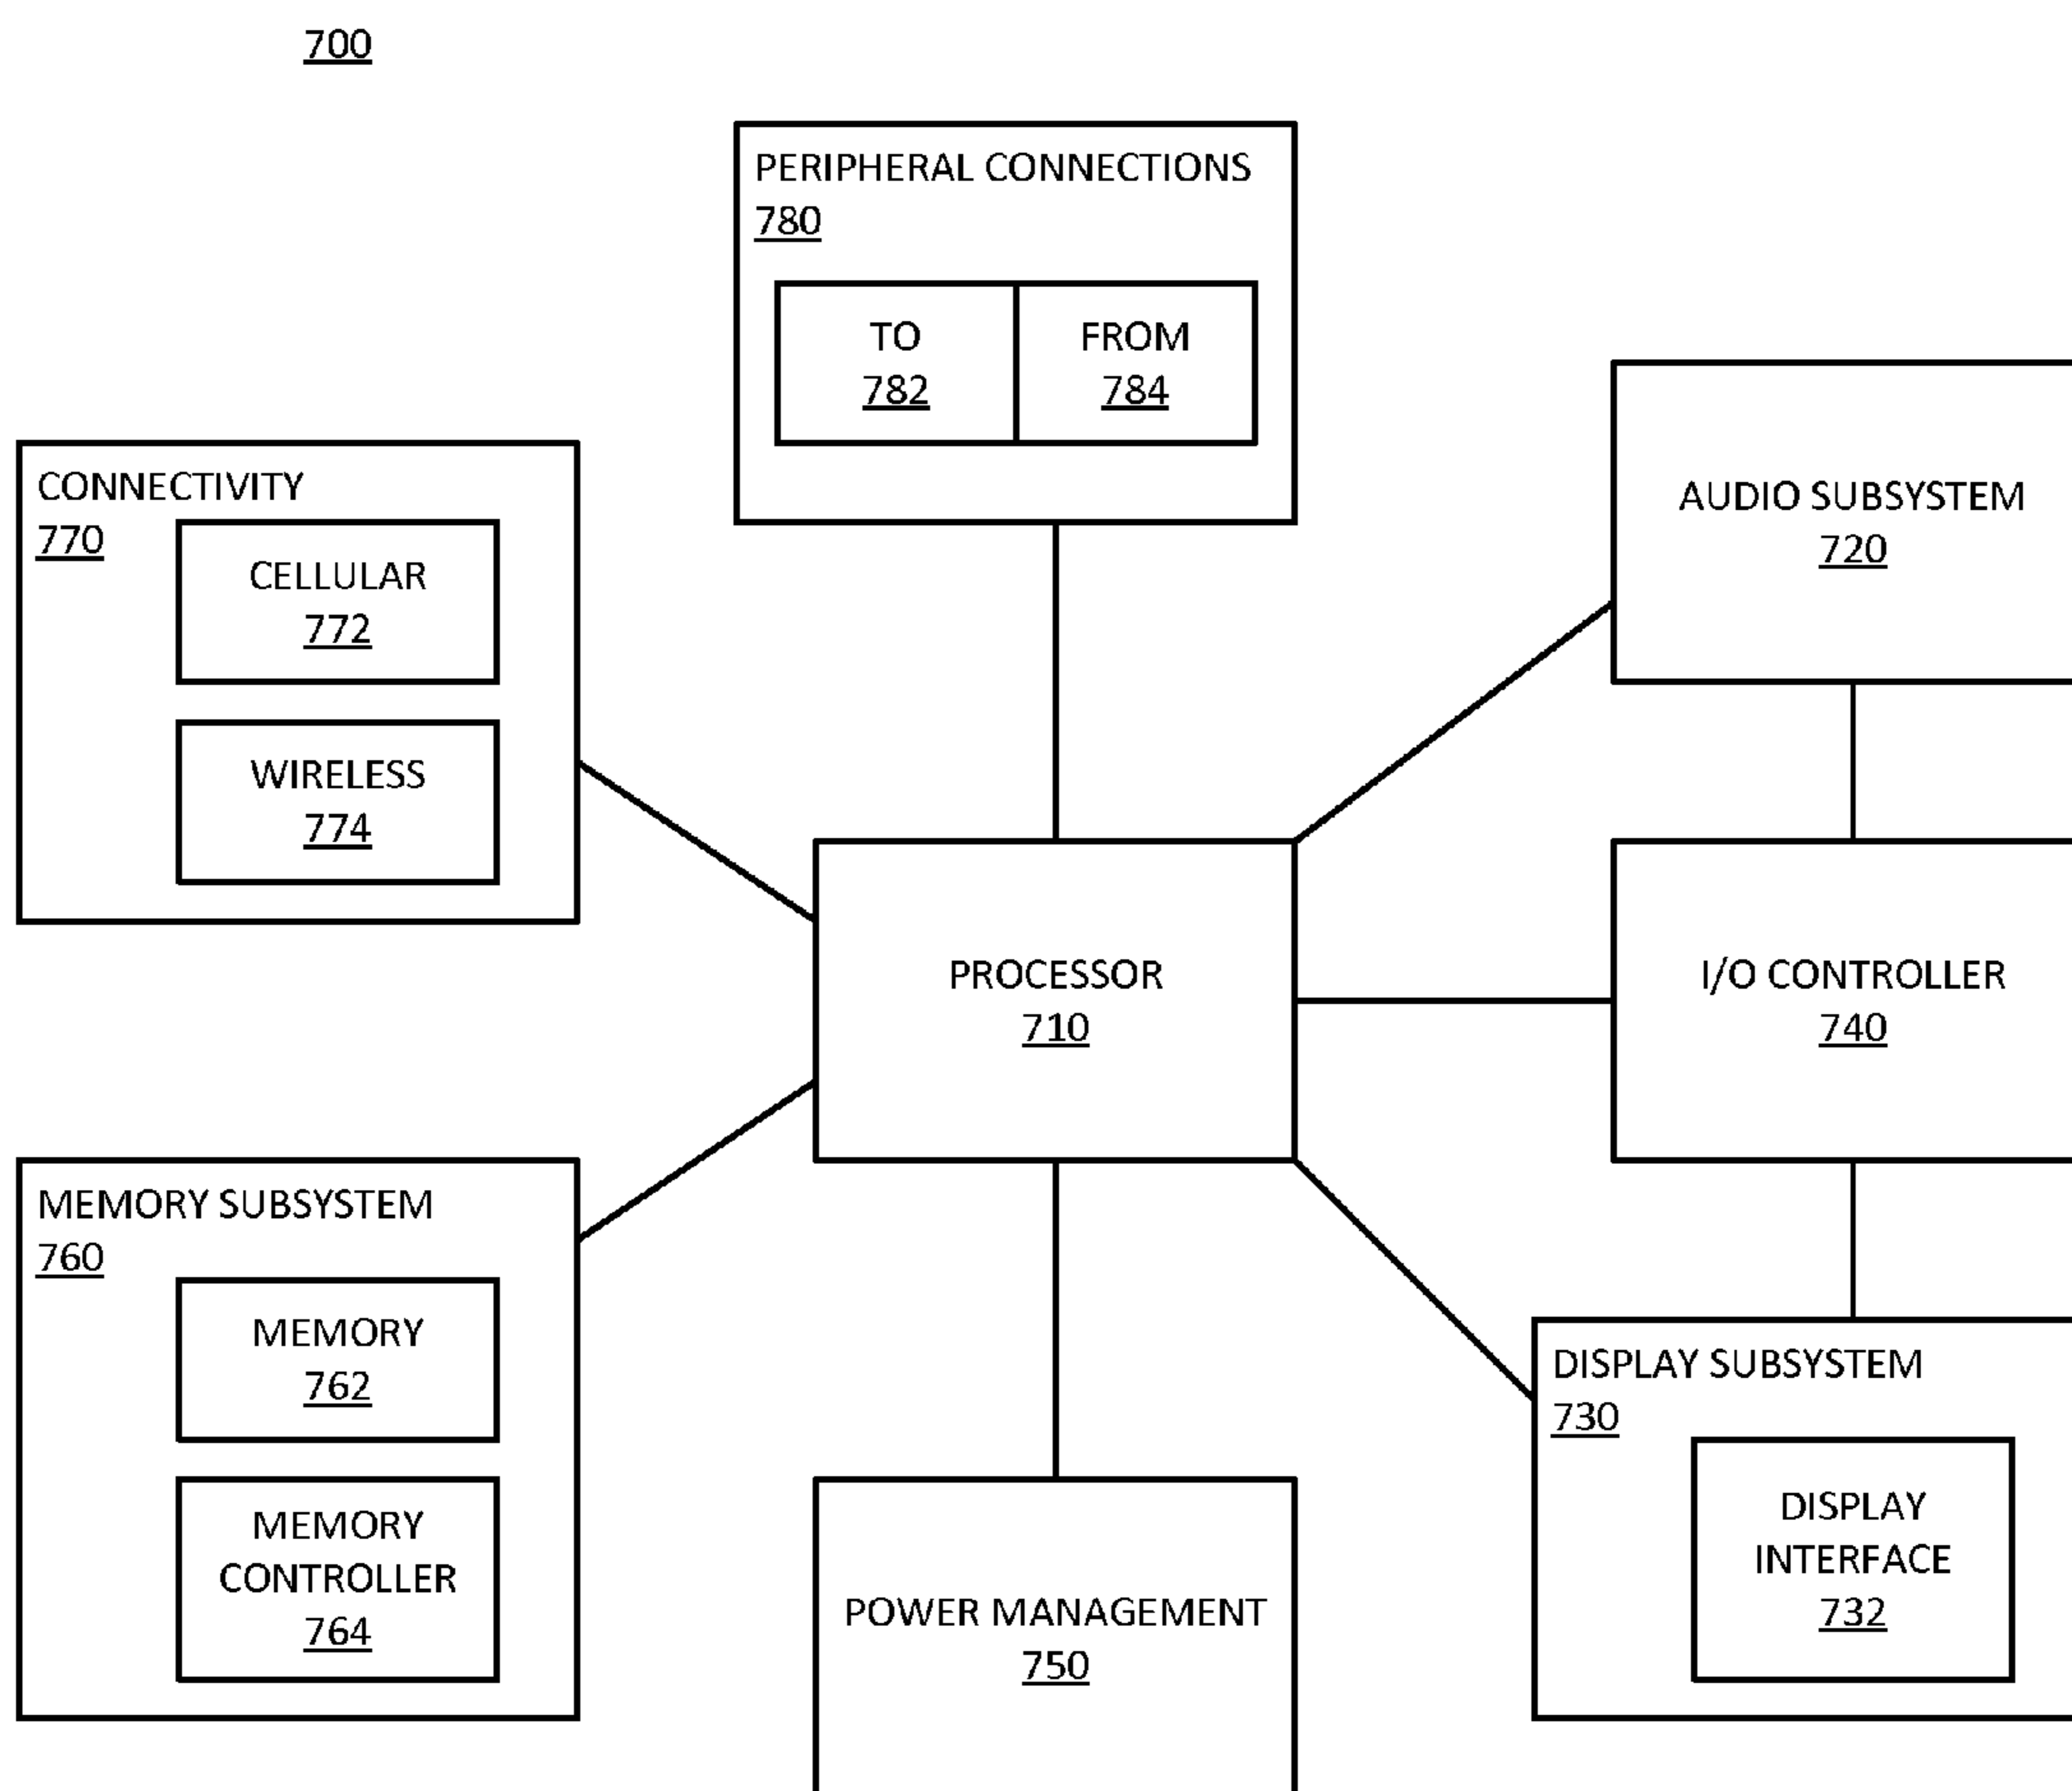 700
PERIPHERAL CONNECTIONS
780
TO
782
FROM
784
CONNECTIVITY
770
CELLULAR
772
WIRELESS
774
AUDIO SUBSYSTEM
720
PROCESSOR
710
I/O CONTROLLER
740
MEMORY SUBSYSTEM
760
MEMORY
762
MEMORY
CONTROLLER
764
POWER MANAGEMENT
750
DISPLAY SUBSYSTEM
730
DISPLAY
INTERFACE
732